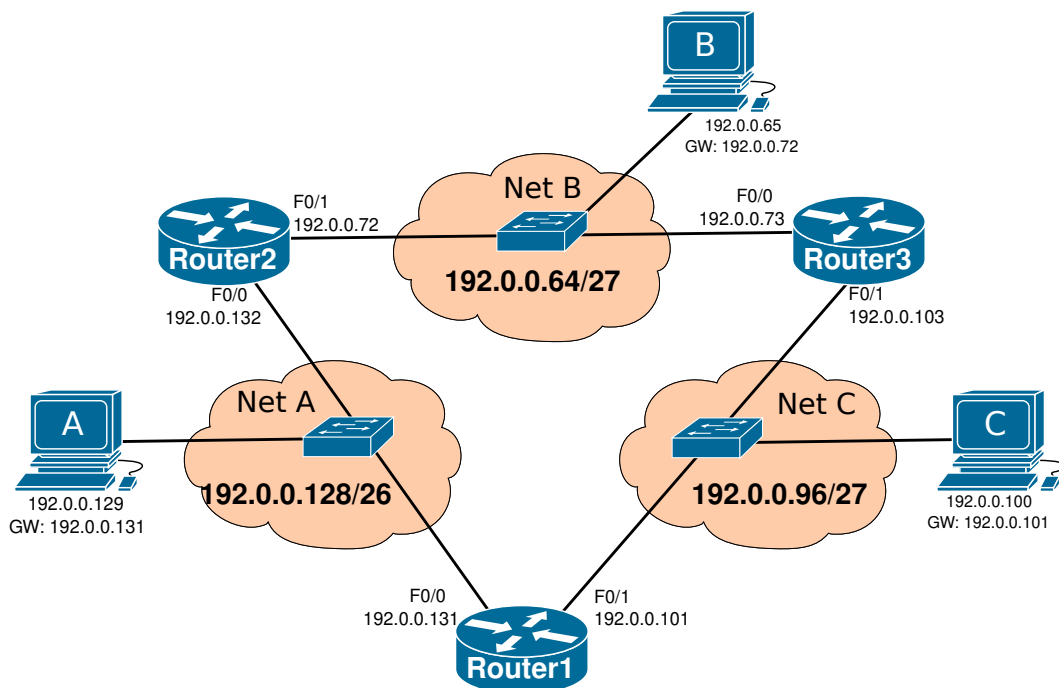 B
192.0.0.65
GW: 192.0.0.72
Net B
F0/1
192.0.0.72
F0/0
192.0.0.73
Router2
Router3
192.0.0.64/27
F0/0
192.0.0.132
F0/1
192.0.0.103
Net A
Net C
A
C
192.0.0.128/26
192.0.0.96/27
192.0.0.129
GW: 192.0.0.131
192.0.0.100
GW: 192.0.0.101
F0/0
192.0.0.131
F0/1
192.0.0.101
Router1